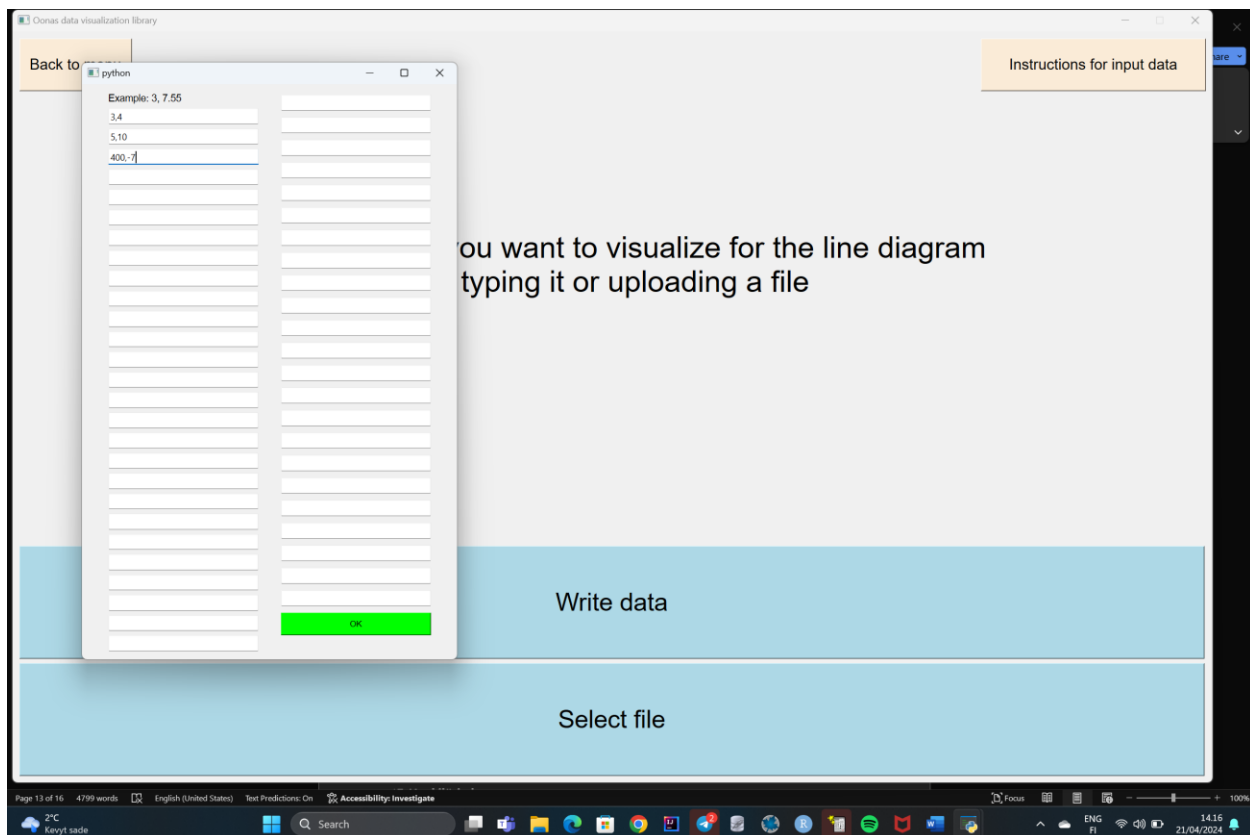 Oonas data visualization library
Back to
Instructions for input data
python
Example: 3, 7.55
3,4
5,10
400,-7
you want to visualize for the line diagram
typing it or uploading a file
OK
Write data
Select file
Page 13 of 16 4799 words English (United States) Text Predictions: On Accessibility: Investigate Focus 100%
2°C
Kevyt sade
Search
ENG
FI
14.16
21/04/2024